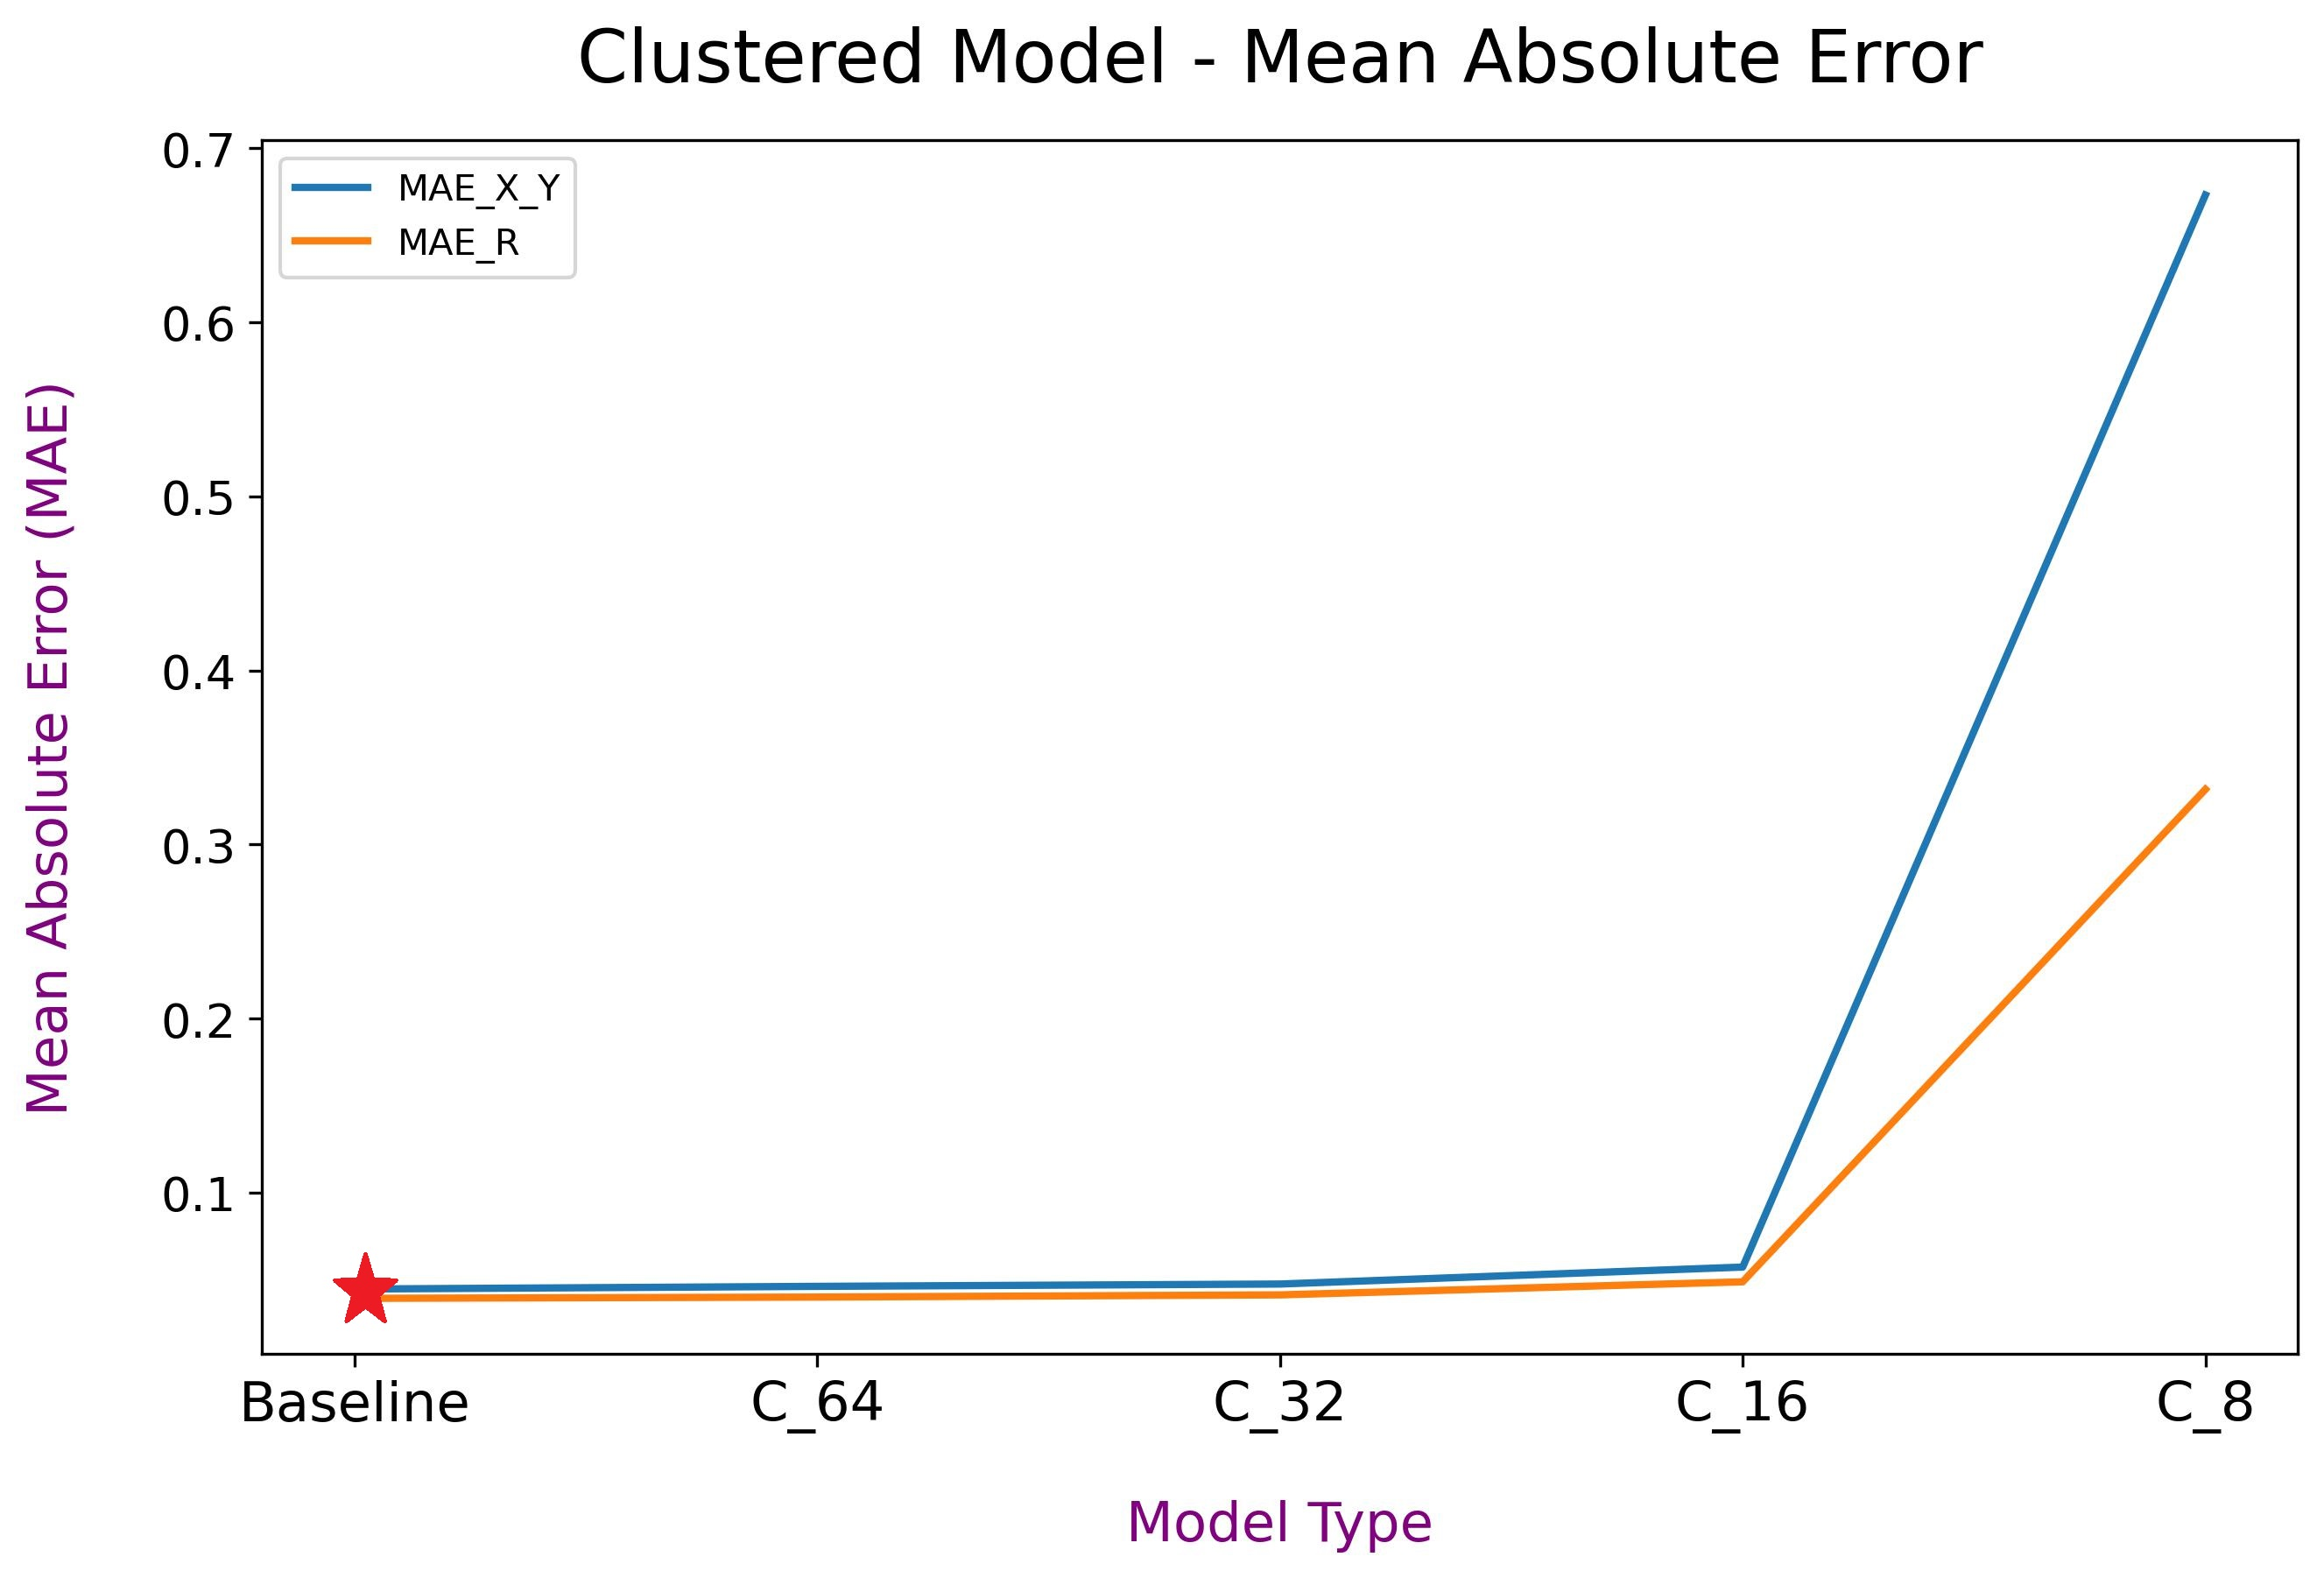 Clustered Model - Mean Absolute Error
MAE_X_Y
MAE_R
Mean Absolute Error (MAE)
0.7
0.6
0.5
0.4
0.3
0.2
0.1
Baseline C_64 C_32 C_16 C_8
Model Type